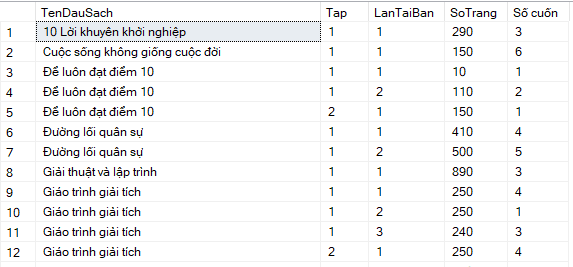 TenDauSach Tap LanTaiBan SoTrang Số cuốn
1 10 Lời khuyên khởi nghiệp 1 1 290 3
2 Cuộc sống không giống cuộc đời 1 1 150 6
3 Để luôn đạt điểm 10 1 1 10 1
4 Để luôn đạt điểm 10 1 2 110 2
5 Để luôn đạt điểm 10 2 1 150 1
6 Đường lối quân sự 1 1 410 4
7 Đường lối quân sự 1 2 500 5
8 Giải thuật và lập trình 1 1 890 3
9 Giáo trình giải tích 1 1 250 4
10 Giáo trình giải tích 1 2 250 1
11 Giáo trình giải tích 1 3 240 3
12 Giáo trình giải tích 2 1 250 4